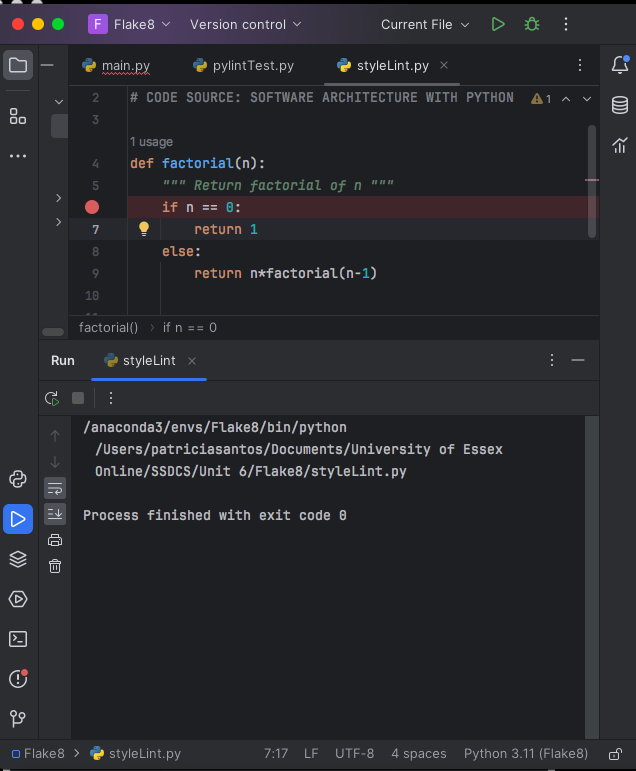 F Flake8 Version control Current File
main.py pylintTest.py styleLint.py
2 # CODE SOURCE: SOFTWARE ARCHITECTURE WITH PYTHON 1
3
1 usage
4 def factorial(n):
5 """ Return factorial of n """
if n == 0:
7 return 1
8 else:
9 return n*factorial(n-1)
10
factorial() if n == 0
Run styleLint
/anaconda3/envs/Flake8/bin/python
/Users/patriciasantos/Documents/University of Essex
Online/SSDCS/Unit 6/Flake8/styleLint.py
Process finished with exit code 0
Flake8 styleLint.py 7:17 LF UTF-8 4 spaces Python 3.11 (Flake8)